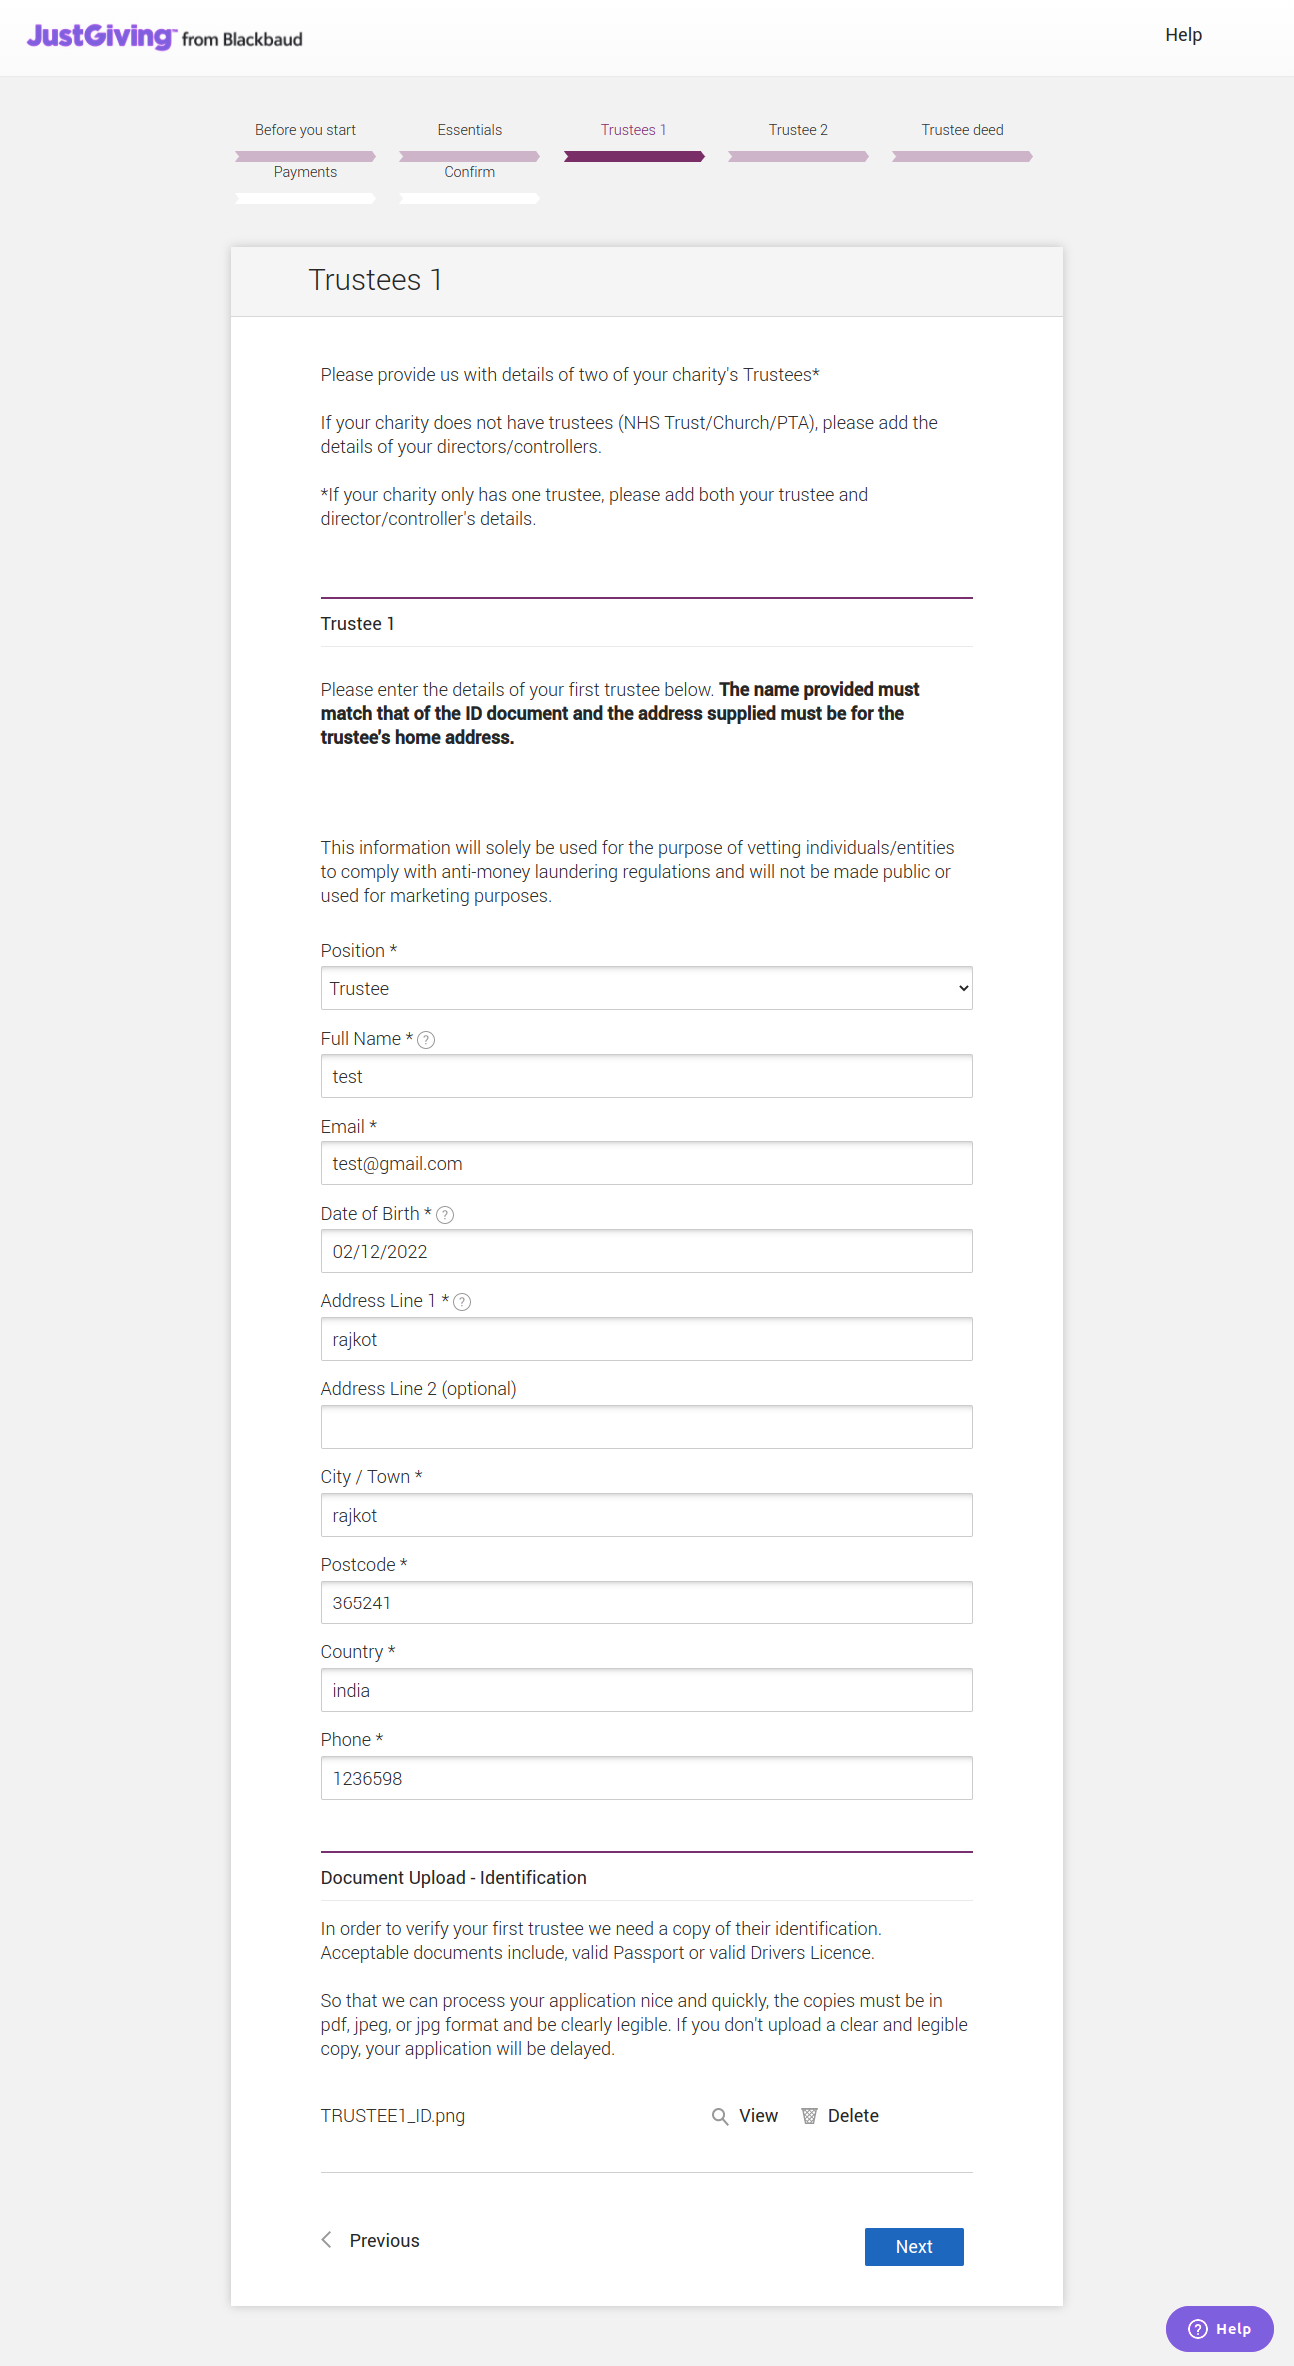 JustGiving™ from Blackbaud
Help
Before you start
Essentials
Trustees 1
Trustee 2
Trustee deed
Payments
Confirm
Trustees 1
Please provide us with details of two of your charity's Trustees*
If your charity does not have trustees (NHS Trust/Church/PTA), please add the
details of your directors/controllers.
*If your charity only has one trustee, please add both your trustee and
director/controller's details.
Trustee 1
Please enter the details of your first trustee below. The name provided must
match that of the ID document and the address supplied must be for the
trustee's home address.
This information will solely be used for the purpose of vetting individuals/entities
to comply with anti-money laundering regulations and will not be made public or
used for marketing purposes.
Position *
Trustee
Full Name * ?
test
Email *
test@gmail.com
Date of Birth * ?
02/12/2022
Address Line 1 * ?
rajkot
Address Line 2 (optional)
City / Town *
rajkot
Postcode *
365241
Country *
india
Phone *
1236598
Document Upload - Identification
In order to verify your first trustee we need a copy of their identification.
Acceptable documents include, valid Passport or valid Drivers Licence.
So that we can process your application nice and quickly, the copies must be in
pdf, jpeg, or jpg format and be clearly legible. If you don't upload a clear and legible
copy, your application will be delayed.
TRUSTEE1_ID.png
View
Delete
Previous
Next
? Help